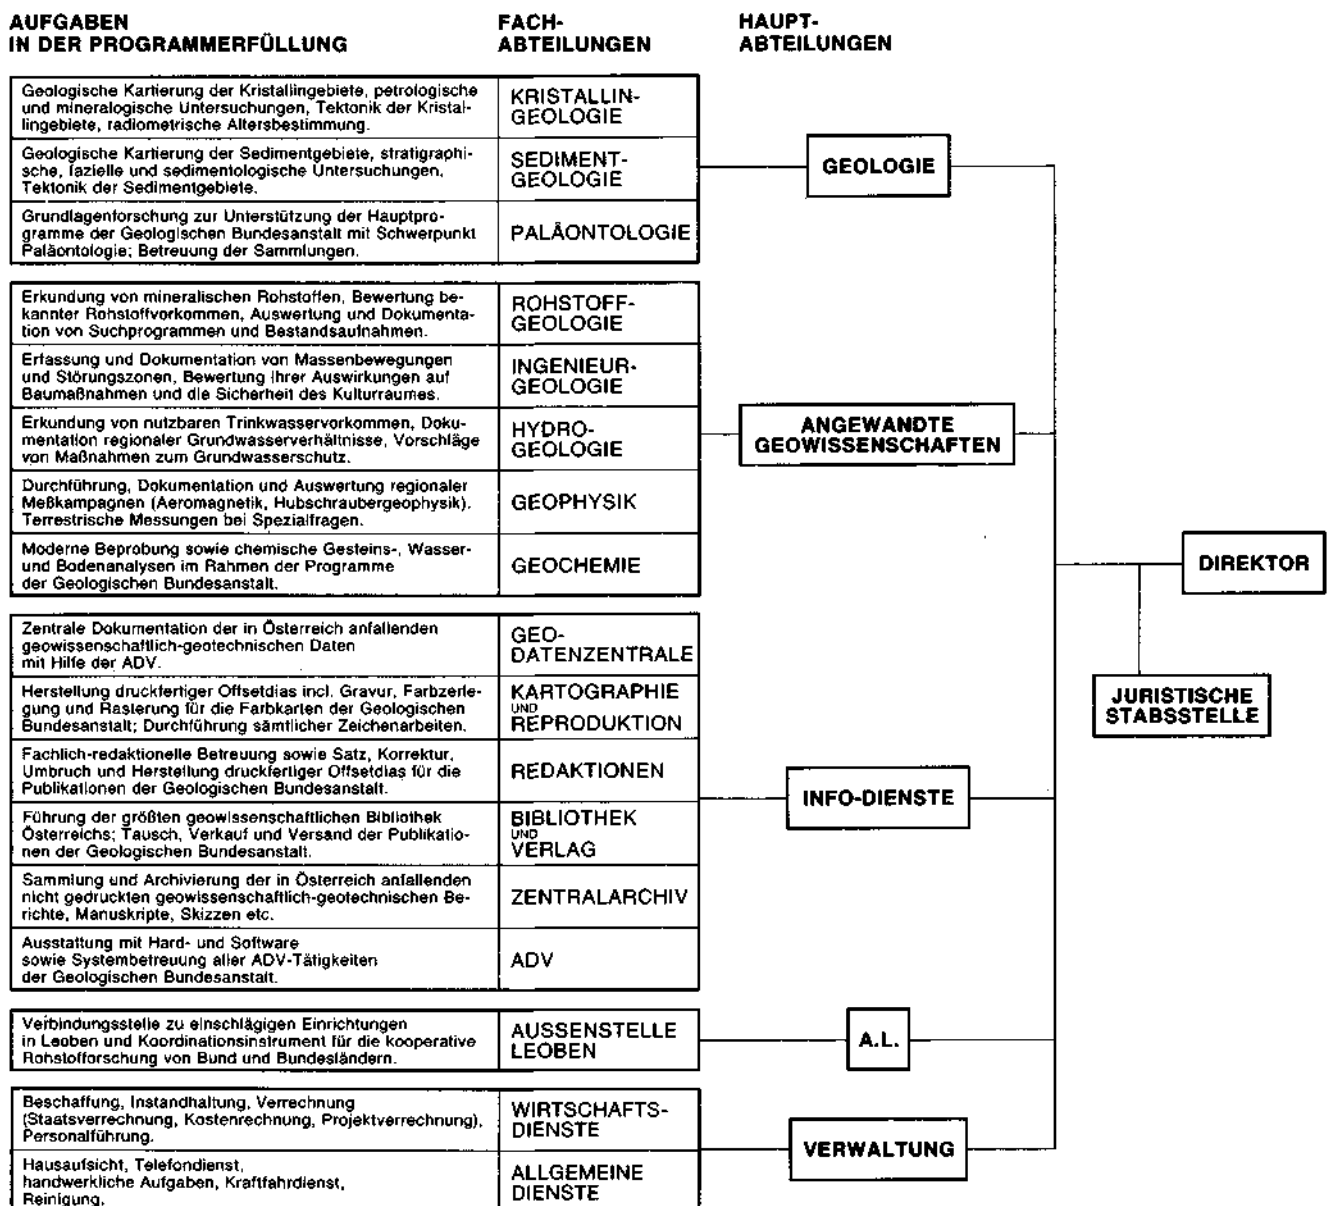 AUFGABEN
IN DER PROGRAMMERFÜLLUNG
FACH-
ABTEILUNGEN
HAUPT-
ABTEILUNGEN
Geologische Kartierung der Kristallingebiete, petrologische
und mineralogische Untersuchungen, Tektonik der Kristal-
lingebiete, radiometrische Altersbestimmung.
KRISTALLIN-
GEOLOGIE
Geologische Kartierung der Sedimentgebiete, stratigraphi-
sche, fazielle und sedimentologische Untersuchungen,
Tektonik der Sedimentgebiete.
SEDIMENT-
GEOLOGIE
Grundlagenforschung zur Unterstützung der Hauptpro-
gramme der Geologischen Bundesanstalt mit Schwerpunkt
Paläontologie; Betreuung der Sammlungen.
PALÄONTOLOGIE
GEOLOGIE
Erkundung von mineralischen Rohstoffen, Bewertung be-
kannter Rohstoffvorkommen, Auswertung und Dokumenta-
tion von Suchprogrammen und Bestandsaufnahmen.
ROHSTOFF-
GEOLOGIE
Erfassung und Dokumentation von Massenbewegungen
und Störungszonen, Bewertung ihrer Auswirkungen auf
Baumaßnahmen und die Sicherheit des Kulturraumes.
INGENIEUR-
GEOLOGIE
Erkundung von nutzbaren Trinkwasservorkommen, Doku-
mentation regionaler Grundwasserverhältnisse, Vorschläge
von Maßnahmen zum Grundwasserschutz.
HYDRO-
GEOLOGIE
Durchführung, Dokumentation und Auswertung regionaler
Meßkampagnen (Aeromagnetik, Hubschraubergeophysik).
Terrestrische Messungen bei Spezialfragen.
GEOPHYSIK
Moderne Beprobung sowie chemische Gesteins-, Wasser-
und Bodenanalysen im Rahmen der Programme
der Geologischen Bundesanstalt.
GEOCHEMIE
ANGEWANDTE
GEOWISSENSCHAFTEN
DIREKTOR
JURISTISCHE
STABSSTELLE
Zentrale Dokumentation der in Österreich anfallenden
geowissenschaftlich-geotechnischen Daten
mit Hilfe der ADV.
GEO-
DATENZENTRALE
Herstellung druckfertiger Offsetdias incl. Gravur, Farbzerle-
gung und Rasterung für die Farbkarten der Geologischen
Bundesanstalt; Durchführung sämtlicher Zeichenarbeiten.
KARTOGRAPHIE
UND
REPRODUKTION
Fachlich-redaktionelle Betreuung sowie Satz, Korrektur,
Umbruch und Herstellung druckfertiger Offsetdias für die
Publikationen der Geologischen Bundesanstalt.
REDAKTIONEN
Führung der größten geowissenschaftlichen Bibliothek
Österreichs; Tausch, Verkauf und Versand der Publikatio-
nen der Geologischen Bundesanstalt.
BIBLIOTHEK
UND
VERLAG
Sammlung und Archivierung der in Österreich anfallenden
nicht gedruckten geowissenschaftlich-geotechnischen Be-
richte, Manuskripte, Skizzen etc.
ZENTRALARCHIV
Ausstattung mit Hard- und Software
sowie Systembetreuung aller ADV-Tätigkeiten
der Geologischen Bundesanstalt.
ADV
INFO-DIENSTE
Verbindungsstelle zu einschlägigen Einrichtungen
in Leoben und Koordinationsinstrument für die kooperative
Rohstofforschung von Bund und Bundesländern.
AUSSENSTELLE
LEOBEN
A.L.
Beschaffung, Instandhaltung, Verrechnung
(Staatsverrechnung, Kostenrechnung, Projektverrechnung),
Personalführung.
WIRTSCHAFTS-
DIENSTE
Hausaufsicht, Telefondienst,
handwerkliche Aufgaben, Kraftfahrdienst,
Reinigung.
ALLGEMEINE
DIENSTE
VERWALTUNG